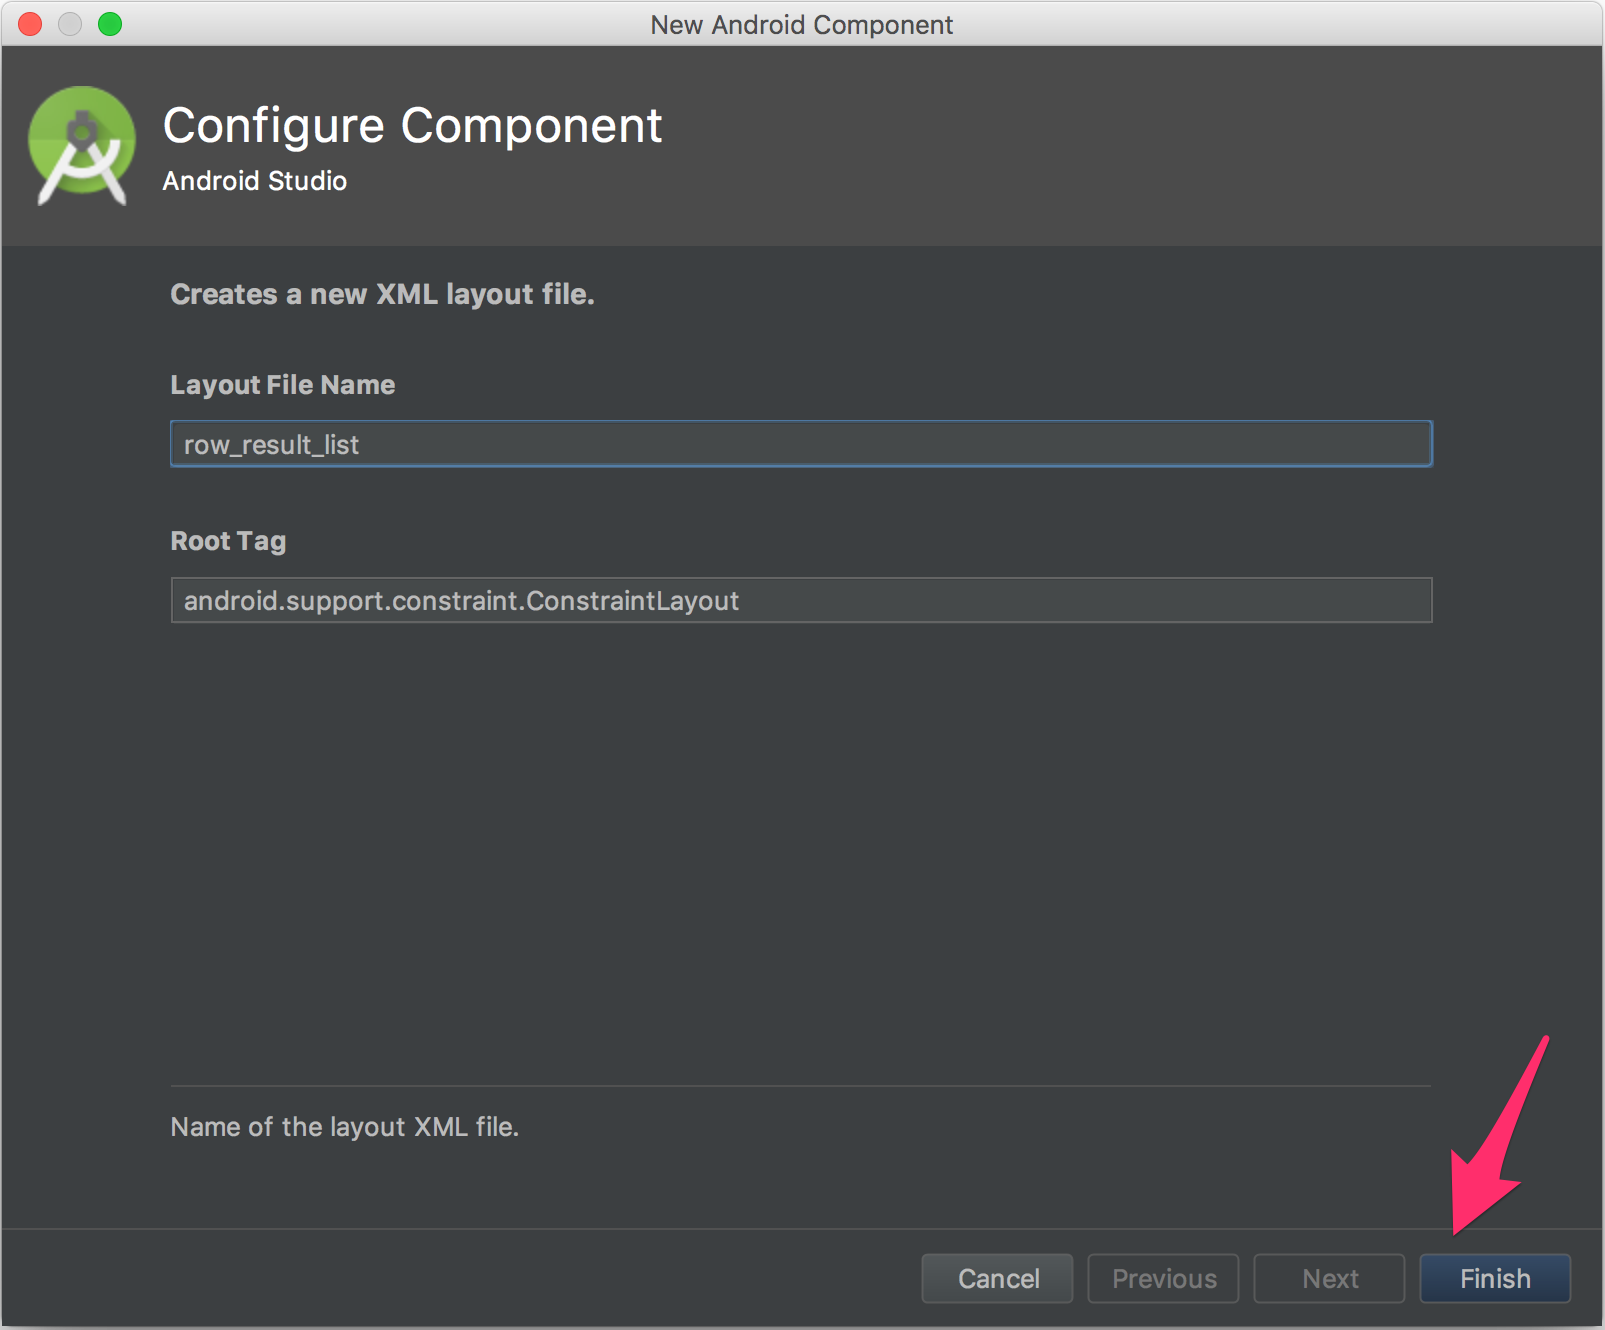 New Android Component
Configure Component
Android Studio
Creates a new XML layout file.
Layout File Name
row_result_list
Root Tag
android.support.constraint.ConstraintLayout
Name of the layout XML file.
Cancel Previous Next Finish